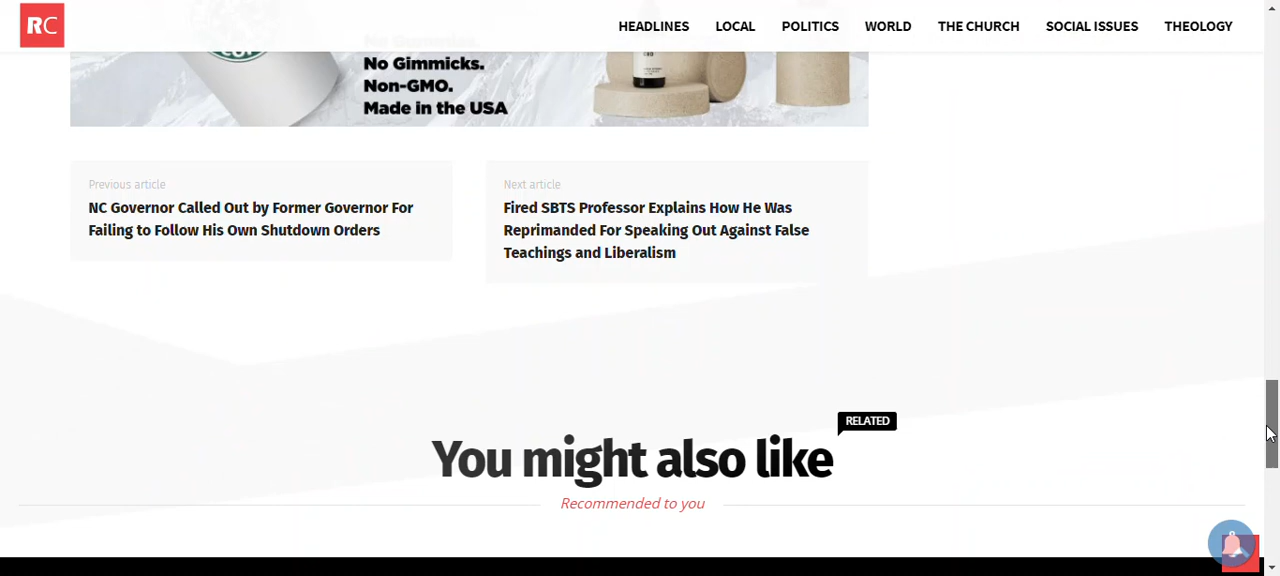 RC
HEADLINES LOCAL POLITICS WORLD THE CHURCH SOCIAL ISSUES THEOLOGY
No Gimmicks.
Non-GMO.
Made in the USA
Previous article
NC Governor Called Out by Former Governor For
Failing to Follow His Own Shutdown Orders
Next article
Fired SBTS Professor Explains How He Was
Reprimanded For Speaking Out Against False
Teachings and Liberalism
RELATED
You might also like
Recommended to you